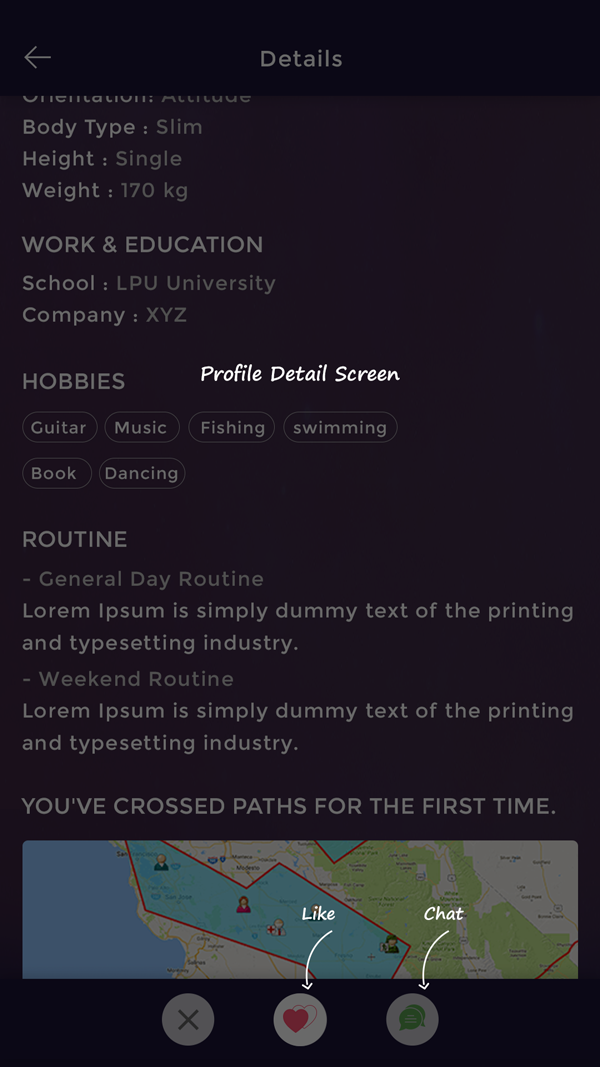 Details
Orientation: Attitude
Body Type : Slim
Height : Single
Weight : 170 kg
WORK & EDUCATION
School : LPU University
Company : XYZ
Profile Detail Screen
HOBBIES
Guitar Music Fishing swimming
Book Dancing
ROUTINE
- General Day Routine
Lorem Ipsum is simply dummy text of the printing
and typesetting industry.
- Weekend Routine
Lorem Ipsum is simply dummy text of the printing
and typesetting industry.
YOU'VE CROSSED PATHS FOR THE FIRST TIME.
Modesto
Like
Chat